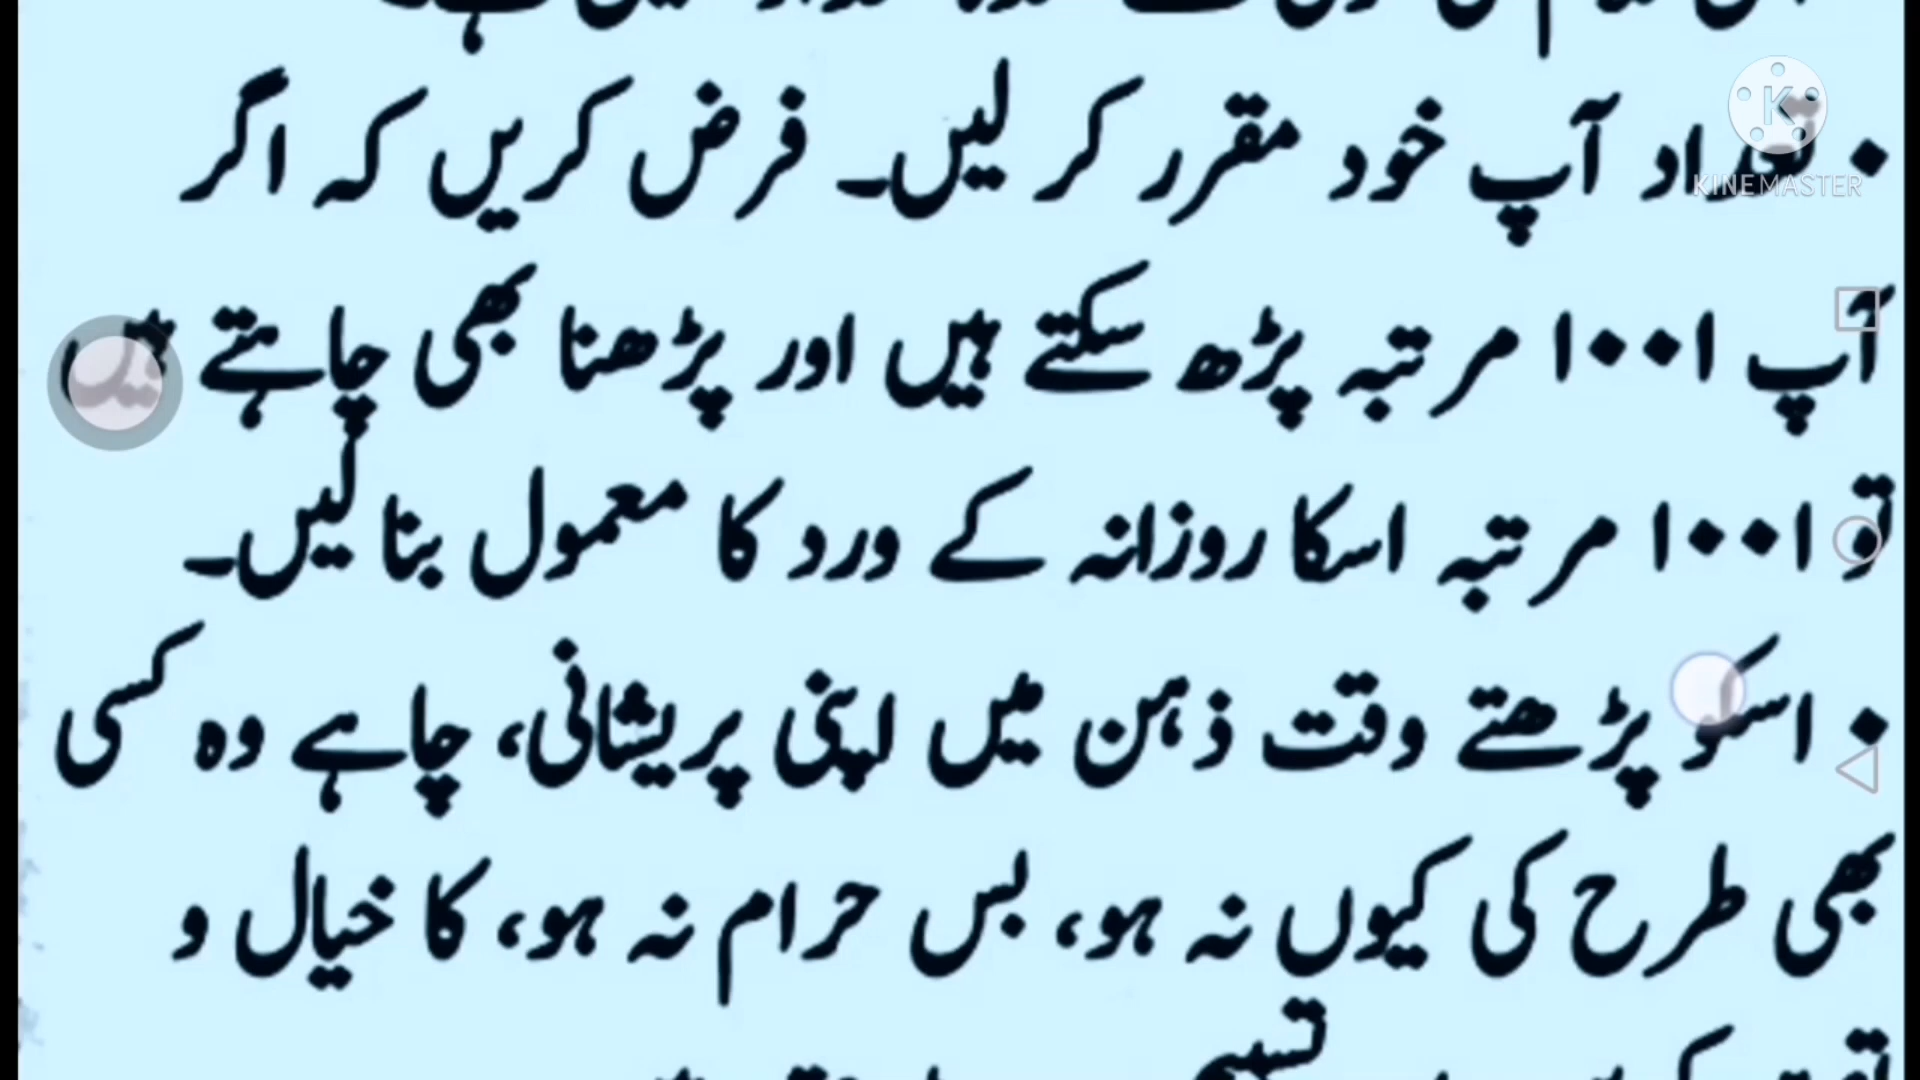 • تعداد آپ خود مقرر کر لیں۔ فرض کریں کہ اگر
KINEMASTER
آپ ۱۰۰۱ مرتبہ پڑھ سکتے ہیں اور پڑھنا بھی چاہتے ہیں
تو ۱۰۰۱ مرتبہ اسکا روزانہ کے ورد کا معمول بنا لیں۔
• اسکو پڑھتے وقت ذہن میں اپنی پریشانی، چاہے وہ کسی
بھی طرح کی کیوں نہ ہو، بس حرام نہ ہو، کا خیال و